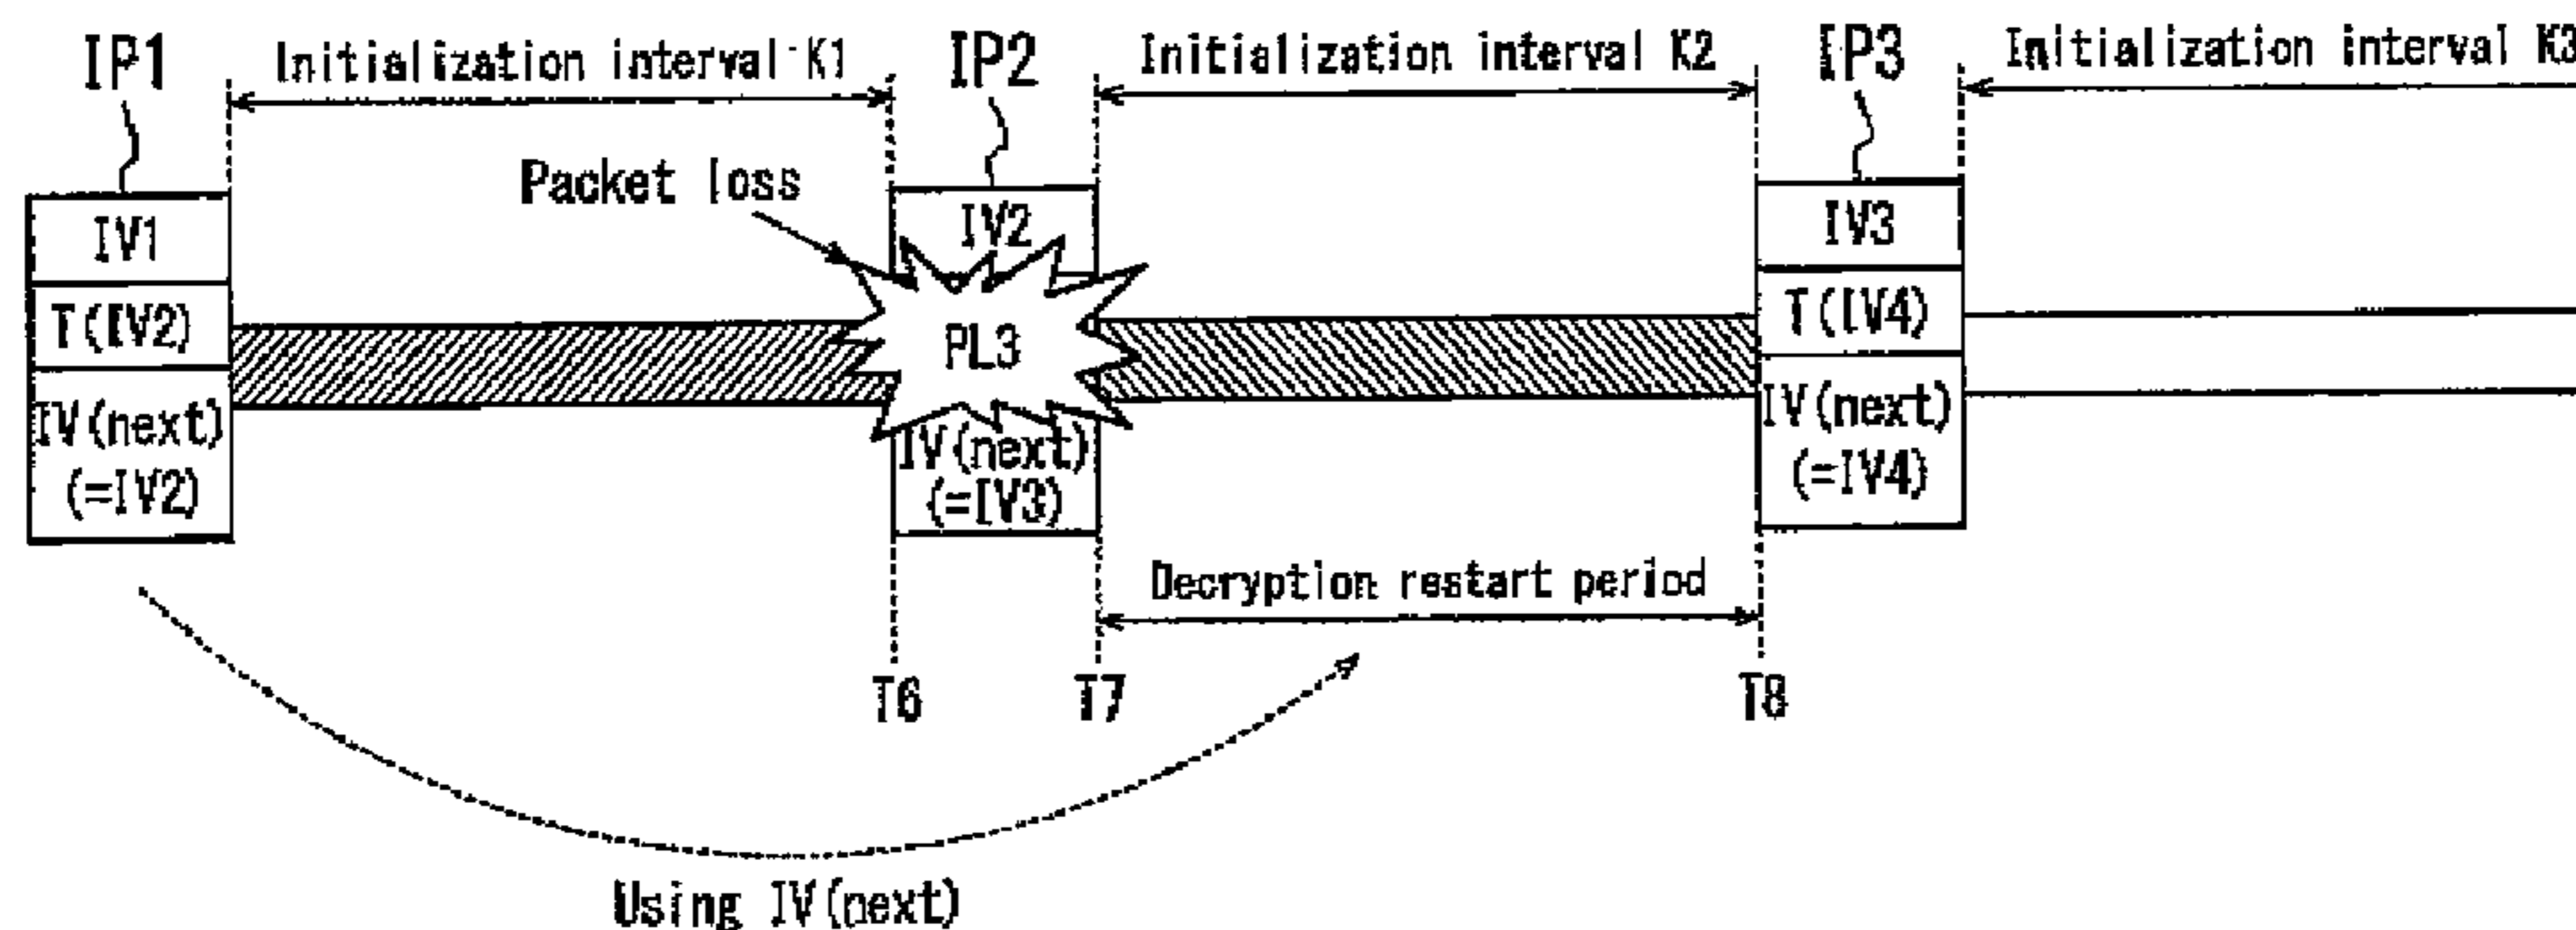 IP1
Initialization interval K1
IP2
Initialization interval K2
IP3
Initialization interval K3
Packet loss
IV1
T(IV2)
IV(next)
(=IV2)
IV2
PL3
IV(next)
(=IV3)
IV3
T(IV4)
IV(next)
(=IV4)
Decryption restart period
T6
T7
T8
Using IV(next)